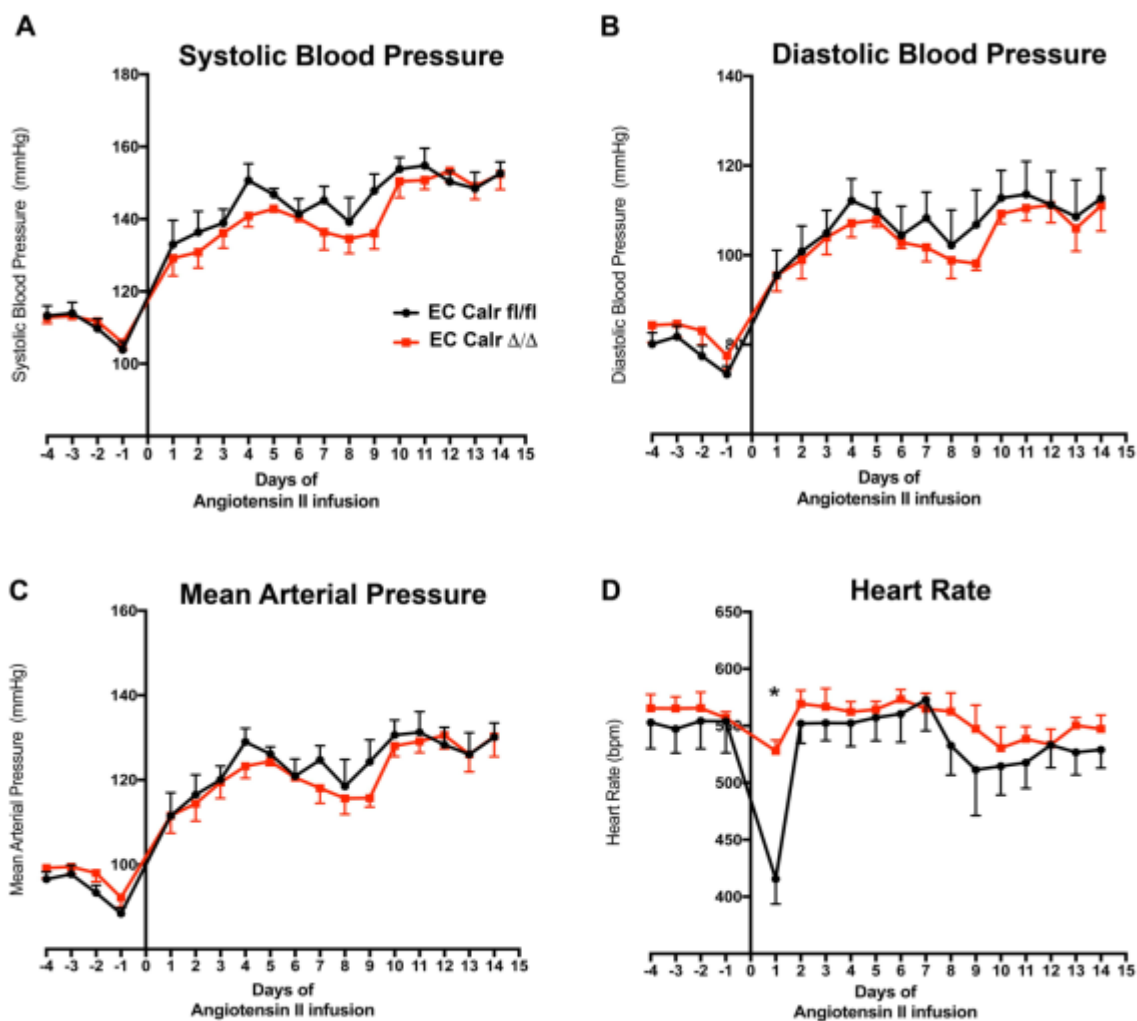 A
Systolic Blood Pressure
180
160
140
120
100
Systolic Blood Pressure (mmHg)
EC Calr fl/fl
EC Calr Δ/Δ
-4 -3 -2 -1 0 1 2 3 4 5 6 7 8 9 10 11 12 13 14 15
Days of
Angiotensin II infusion
B
Diastolic Blood Pressure
140
120
100
Diastolic Blood Pressure (mmHg)
-4 -3 -2 -1 0 1 2 3 4 5 6 7 8 9 10 11 12 13 14 15
Days of
Angiotensin II infusion
C
Mean Arterial Pressure
160
140
120
100
Mean Arterial Pressure (mmHg)
-4 -3 -2 -1 0 1 2 3 4 5 6 7 8 9 10 11 12 13 14 15
Days of
Angiotensin II infusion
D
Heart Rate
650
600
550
500
450
400
*
Heart Rate (bpm)
-4 -3 -2 -1 0 1 2 3 4 5 6 7 8 9 10 11 12 13 14 15
Days of
Angiotensin II infusion